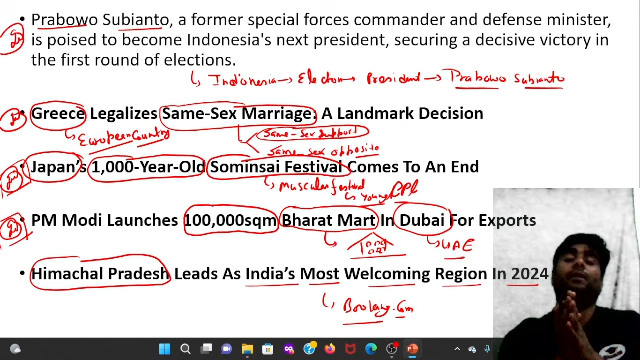 • Prabowo Subianto, a former special forces commander and defense minister,
is poised to become Indonesia's next president, securing a decisive victory in
the first round of elections.
Indonesia → Election → President → Prabowo Subianto
• Greece Legalizes Same-Sex Marriage: A Landmark Decision
European Country
Same-Sex support
Same-Sex opposite
• Japan's 1,000-Year-Old Sominsai Festival Comes To An End
Muscular festival
PM Modi Launches 100,000sqm Bharat Mart In Dubai For Exports
UAE
• Himachal Pradesh Leads As India's Most Welcoming Region In 2024